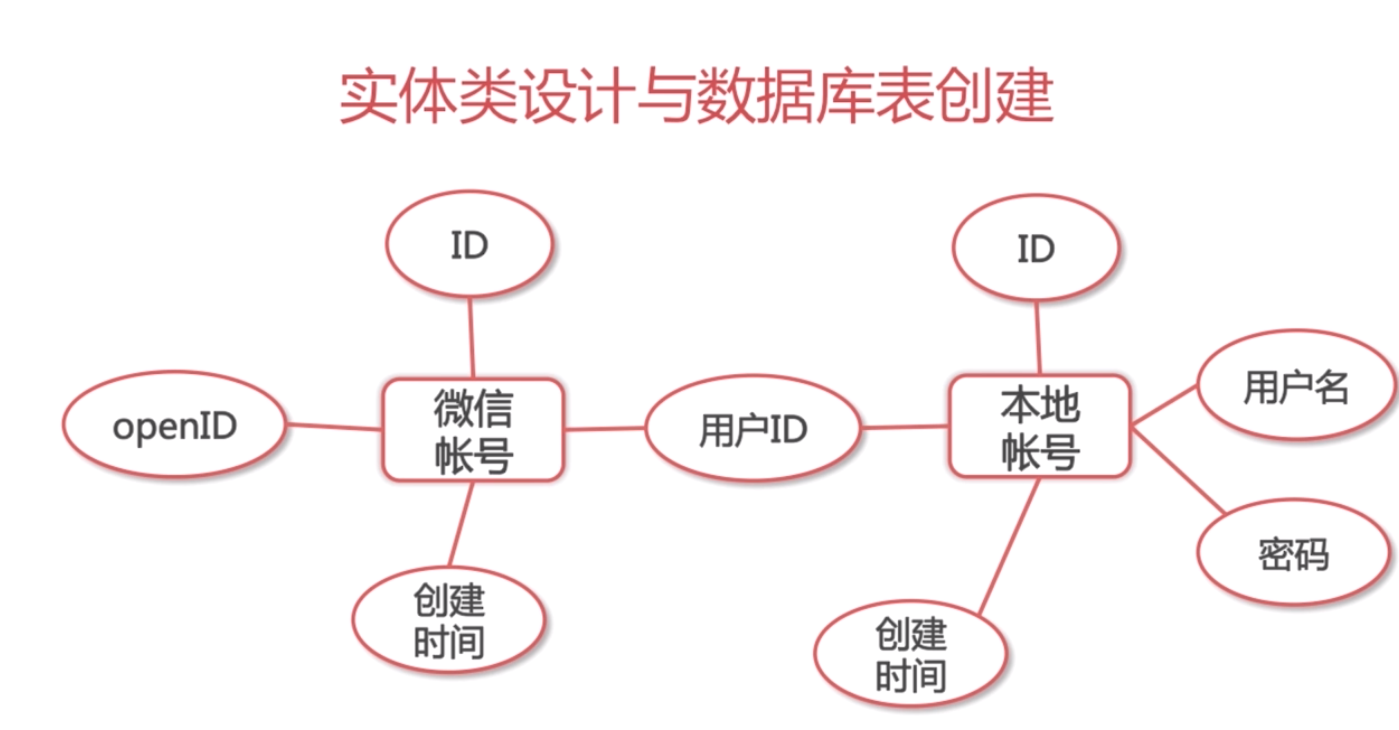 实体类设计与数据库表创建
ID
ID
openID
微信
帐号
用户ID
本地
帐号
用户名
密码
创建
时间
创建
时间